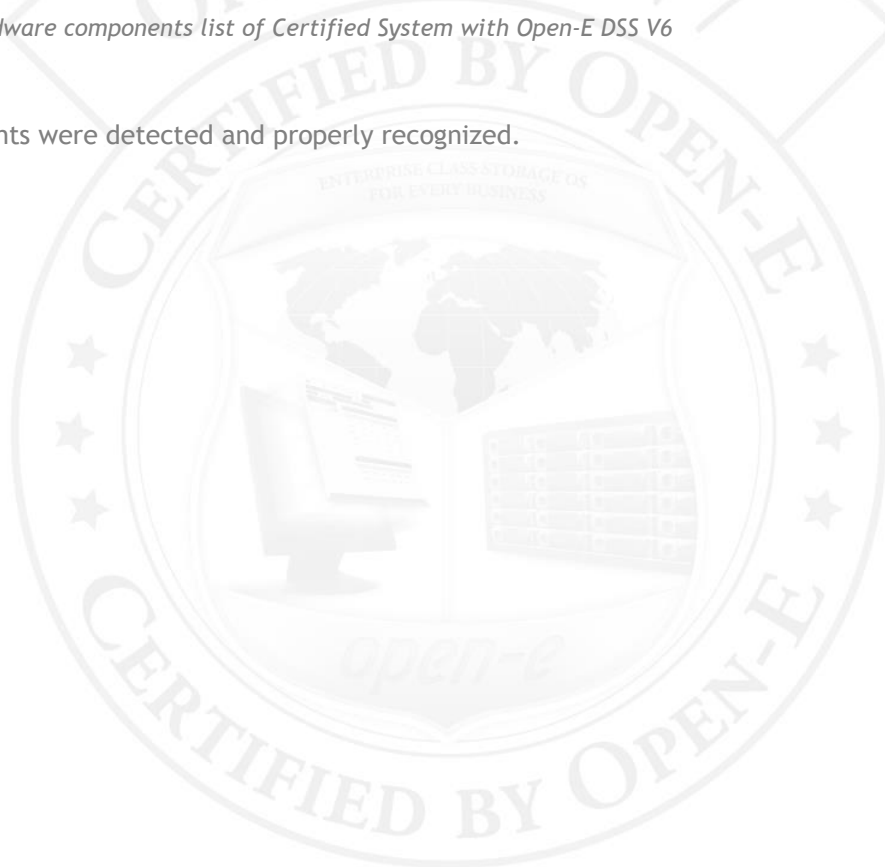 dware components list of Certified System with Open-E DSS V6
nts were detected and properly recognized.
CERTIFIED BY OPEN-E
ENTERPRISE CLASS STORAGE OS
FOR EVERY BUSINESS
open-e
CERTIFIED BY OPEN-E